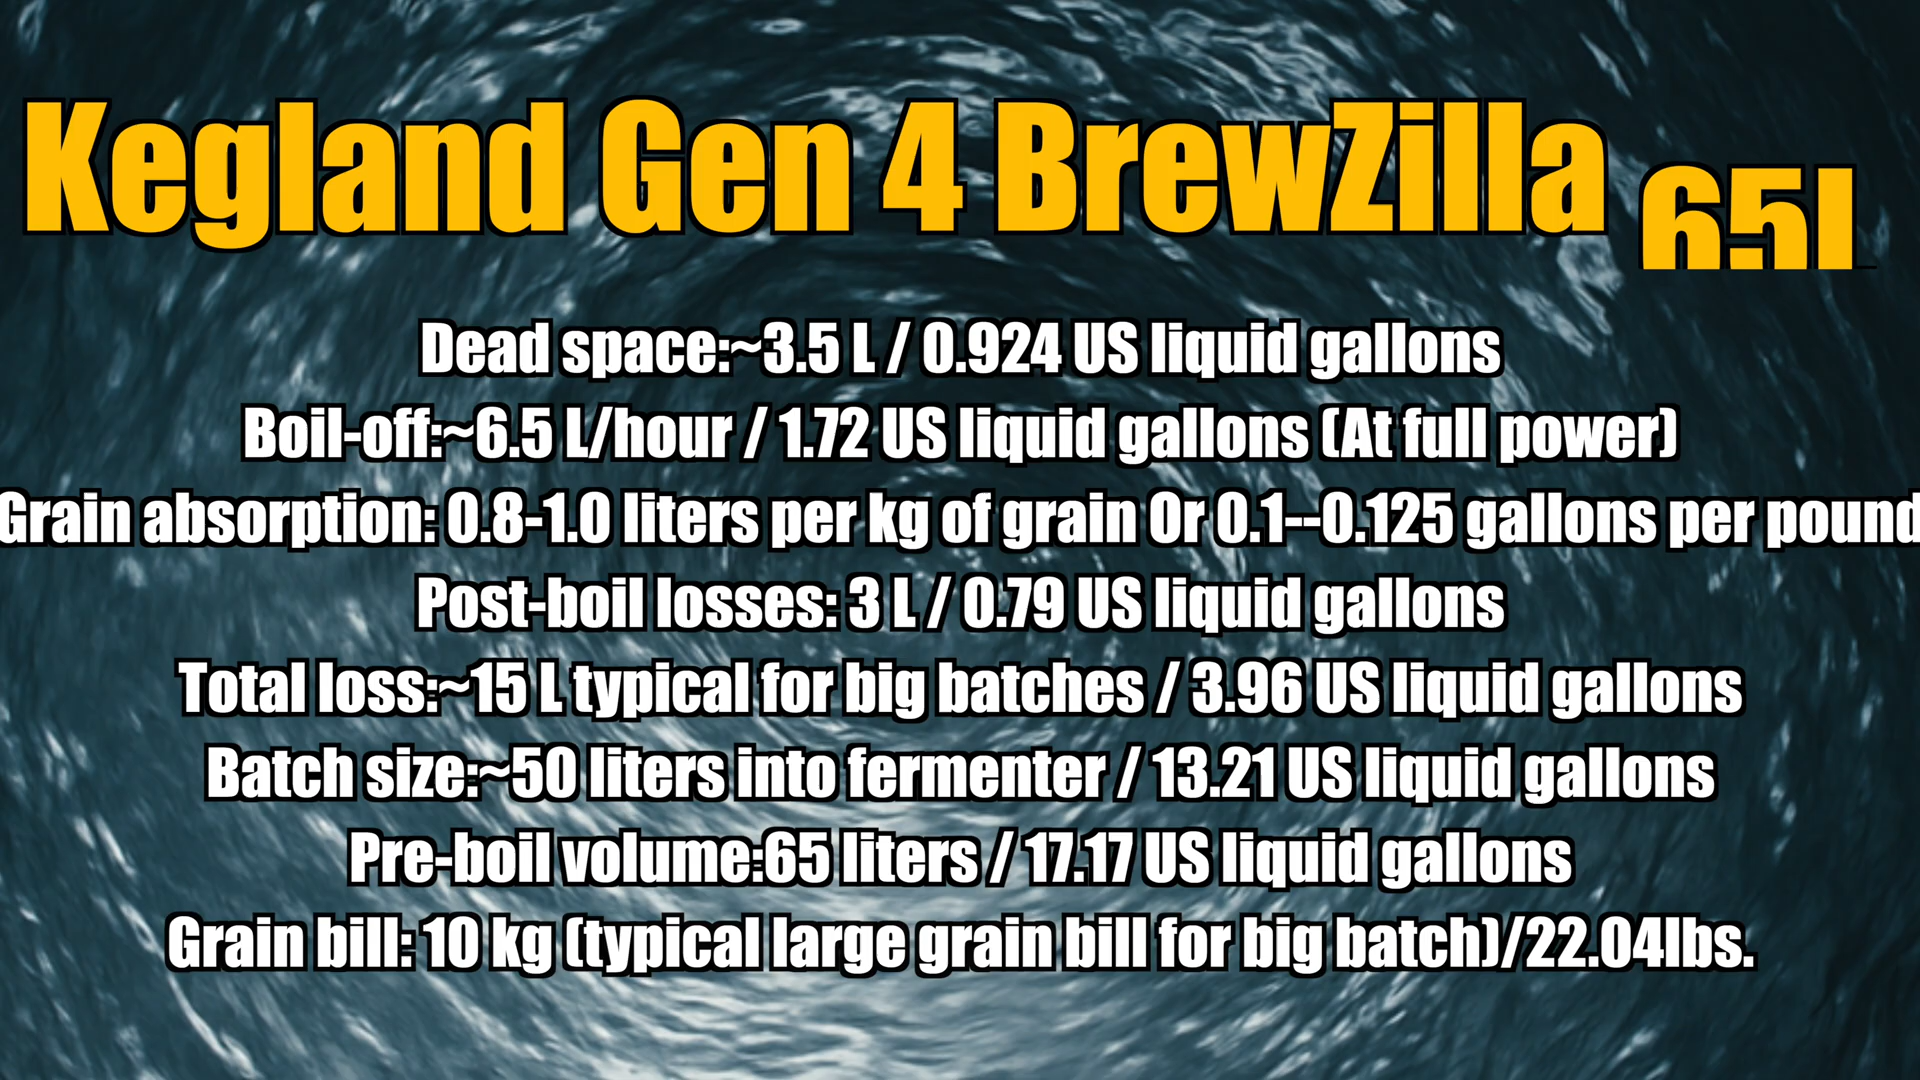 Kegland Gen 4 BrewZilla 65L
Dead space:~3.5 L / 0.924 US liquid gallons
Boil-off:~6.5 L/hour / 1.72 US liquid gallons (At full power)
Grain absorption: 0.8-1.0 liters per kg of grain Or 0.1--0.125 gallons per pound
Post-boil losses: 3 L / 0.79 US liquid gallons
Total loss:~15 L typical for big batches / 3.96 US liquid gallons
Batch size:~50 liters into fermenter / 13.21 US liquid gallons
Pre-boil volume:65 liters / 17.17 US liquid gallons
Grain bill: 10 kg (typical large grain bill for big batch)/22.04lbs.